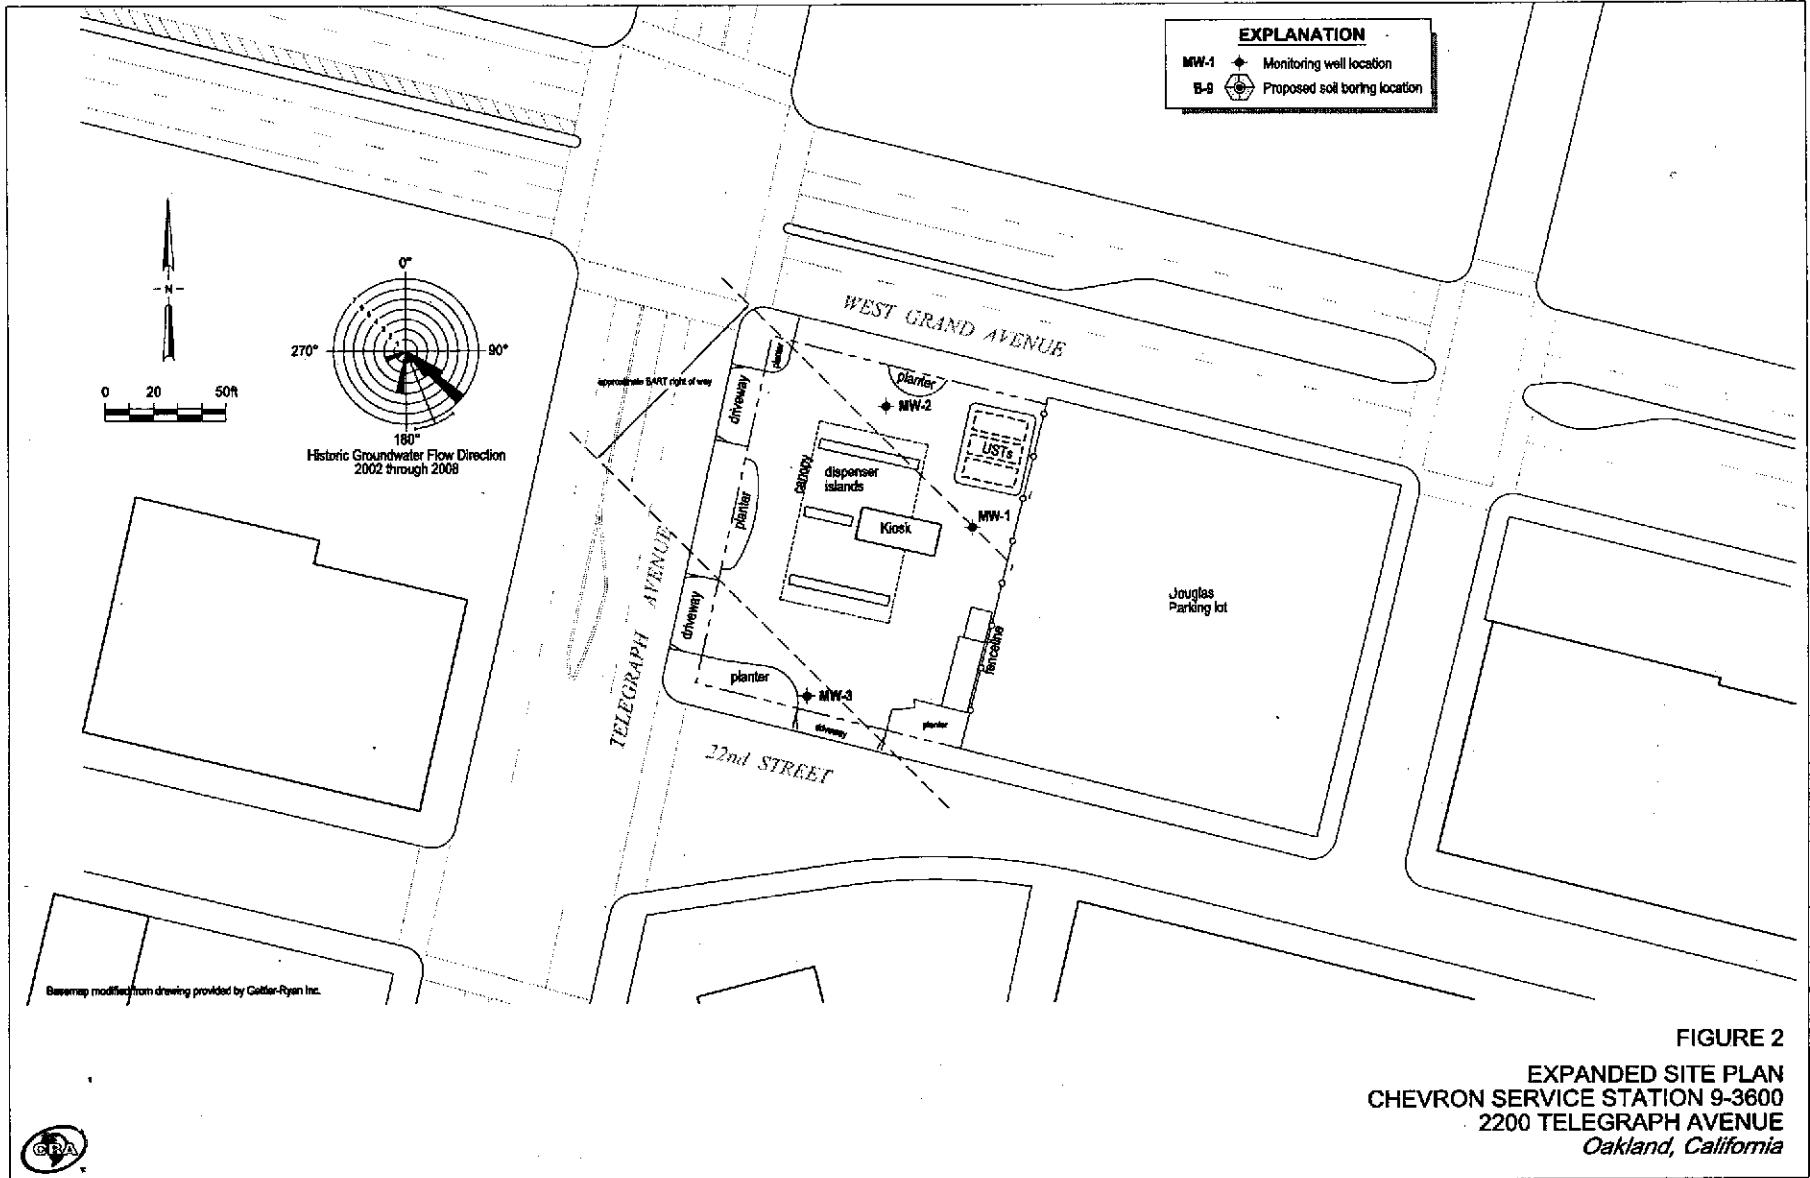 EXPLANATION
MW-1 Monitoring well location
B-9 Proposed soil boring location
N
0 20 50ft
0°
270° 90°
180°
Historic Groundwater Flow Direction
2002 through 2008
WEST GRAND AVENUE
approximate BART right of way
planter
driveway
planter
MW-2
USTs
canopy
dispenser
islands
planter
Kiosk
MW-1
TELEGRAPH AVENUE
driveway
Douglas
Parking lot
fenceline
planter
MW-3
driveway
planter
22nd STREET
Basemap modified from drawing provided by Gettler-Ryan Inc.
FIGURE 2
EXPANDED SITE PLAN
CHEVRON SERVICE STATION 9-3600
2200 TELEGRAPH AVENUE
Oakland, California
CRA